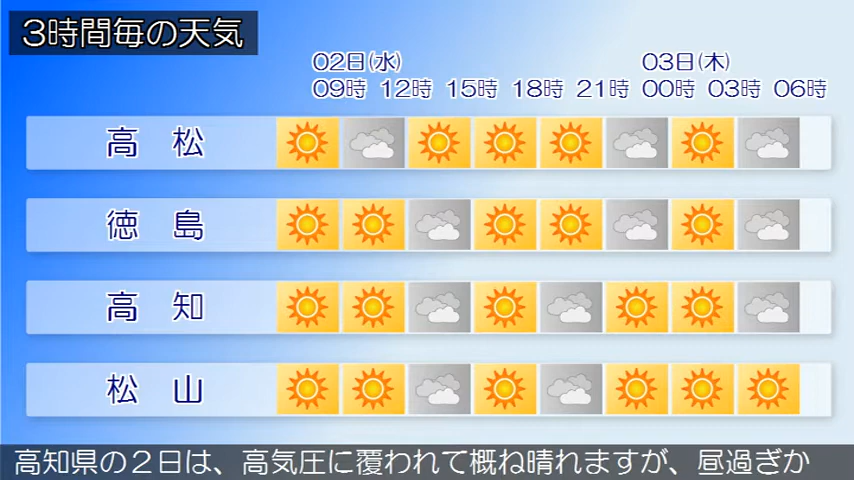 3時間毎の天気
02日(水) 03日(木)
09時 12時 15時 18時 21時 00時 03時 06時
高松
徳島
高知
松山
高知県の2日は、高気圧に覆われて概ね晴れますが、昼過ぎか